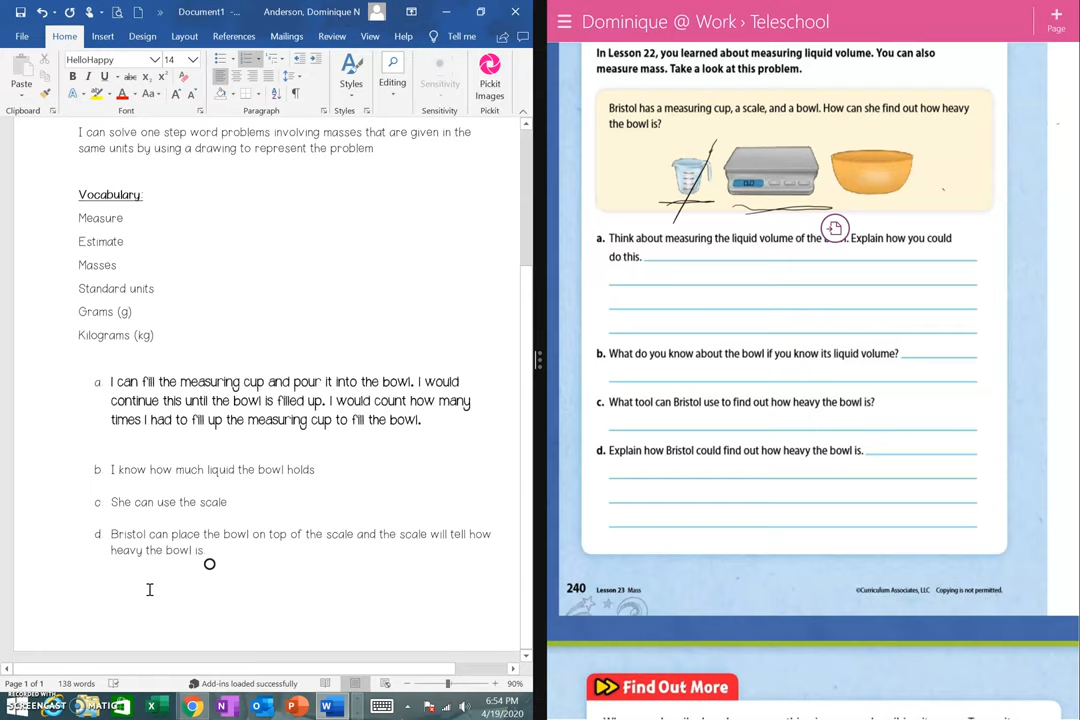 Document1 -...
Anderson, Dominique N
File
Home
Insert
Design
Layout
References
Mailings
Review
View
Help
Tell me
Paste
HelloHappy
14
Styles
Editing
Sensitivity
Pickit
Images
Clipboard
Font
Paragraph
Styles
Sensitivity
Pickit
I can solve one step word problems involving masses that are given in the
same units by using a drawing to represent the problem
Vocabulary:
Measure
Estimate
Masses
Standard units
Grams (g)
Kilograms (kg)
a I can fill the measuring cup and pour it into the bowl. I would
continue this until the bowl is filled up. I would count how many
times I had to fill up the measuring cup to fill the bowl.
b I know how much liquid the bowl holds
c She can use the scale
d Bristol can place the bowl on top of the scale and the scale will tell how
heavy the bowl is
Page 1 of 1
138 words
Add-ins loaded successfully
90%
RECORDED WITH
SCREENCAST
MATIC
6:54 PM
4/19/2020
Dominique @ Work › Teleschool
Page
In Lesson 22, you learned about measuring liquid volume. You can also
measure mass. Take a look at this problem.
Bristol has a measuring cup, a scale, and a bowl. How can she find out how heavy
the bowl is?
a. Think about measuring the liquid volume of the Explain how you could
do this.
b. What do you know about the bowl if you know its liquid volume?
c. What tool can Bristol use to find out how heavy the bowl is?
d. Explain how Bristol could find out how heavy the bowl is.
240 Lesson 23 Mass
©Curriculum Associates, LLC Copying is not permitted.
Find Out More